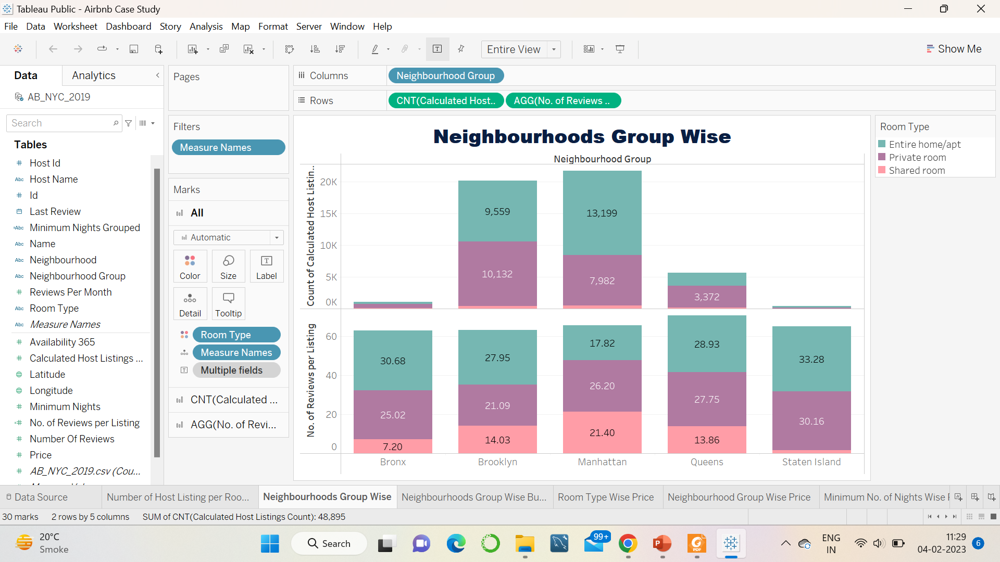 Tableau Public - Airbnb Case Study
File Data Worksheet Dashboard Story Analysis Map Format Server Window Help
Entire View
Show Me
Data
Analytics
AB_NYC_2019
Search
Tables
# Host Id
Abc Host Name
# Id
Last Review
=Abc Minimum Nights Grouped
Abc Name
Abc Neighbourhood
Abc Neighbourhood Group
# Reviews Per Month
Abc Room Type
Abc Measure Names
# Availability 365
# Calculated Host Listings ...
Latitude
Longitude
# Minimum Nights
=# No. of Reviews per Listing
# Number Of Reviews
# Price
# AB_NYC_2019.csv (Cou...
Pages
Filters
Measure Names
Marks
All
Automatic
Color
Size
T
Label
Detail
Tooltip
Room Type
Measure Names
T
Multiple fields
CNT(Calculated ...
AGG(No. of Revi...
Columns
Neighbourhood Group
Rows
CNT(Calculated Host..
AGG(No. of Reviews ..
Neighbourhoods Group Wise
Neighbourhood Group
Count of Calculated Host Listin..
20K
15K
10K
5K
0K
9,559
10,132
13,199
7,982
3,372
No. of Reviews per Listing
60
40
20
0
30.68
25.02
7.20
27.95
21.09
14.03
17.82
26.20
21.40
28.93
27.75
13.86
33.28
30.16
Bronx
Brooklyn
Manhattan
Queens
Staten Island
Room Type
Entire home/apt
Private room
Shared room
Data Source
Number of Host Listing per Roo...
Neighbourhoods Group Wise
Neighbourhoods Group Wise Bu...
Room Type Wise Price
Neighbourhood Group Wise Price
Minimum No. of Nights Wise
30 marks
2 rows by 5 columns
SUM of CNT(Calculated Host Listings Count): 48,895
20°C
Smoke
Search
99+
P
PDF
ENG
IN
11:29
04-02-2023
6